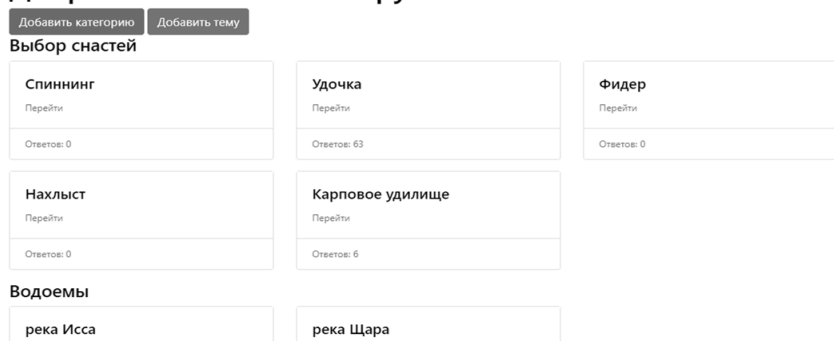 Добавить категорию Добавить тему
Выбор снастей
Спиннинг Удочка Фидер
Перейти Перейти Перейти
Ответов: 0 Ответов: 63 Ответов: 0
Нахлыст Карповое удилище
Перейти Перейти
Ответов: 0 Ответов: 6
Водоемы
река Исса река Щара